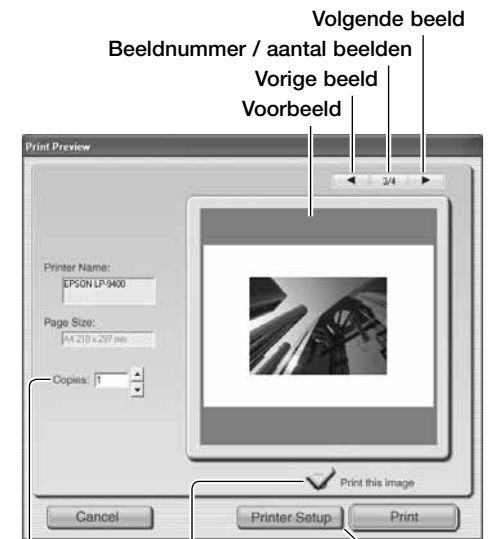 Volgende beeld
Beeldnummer / aantal beelden
Vorige beeld
Voorbeeld
Print Preview
3/4
Printer Name:
EPSON LP-9400
Page Size:
A4 210 x 297 mm
Copies: 1
Print this image
Cancel
Printer Setup
Print